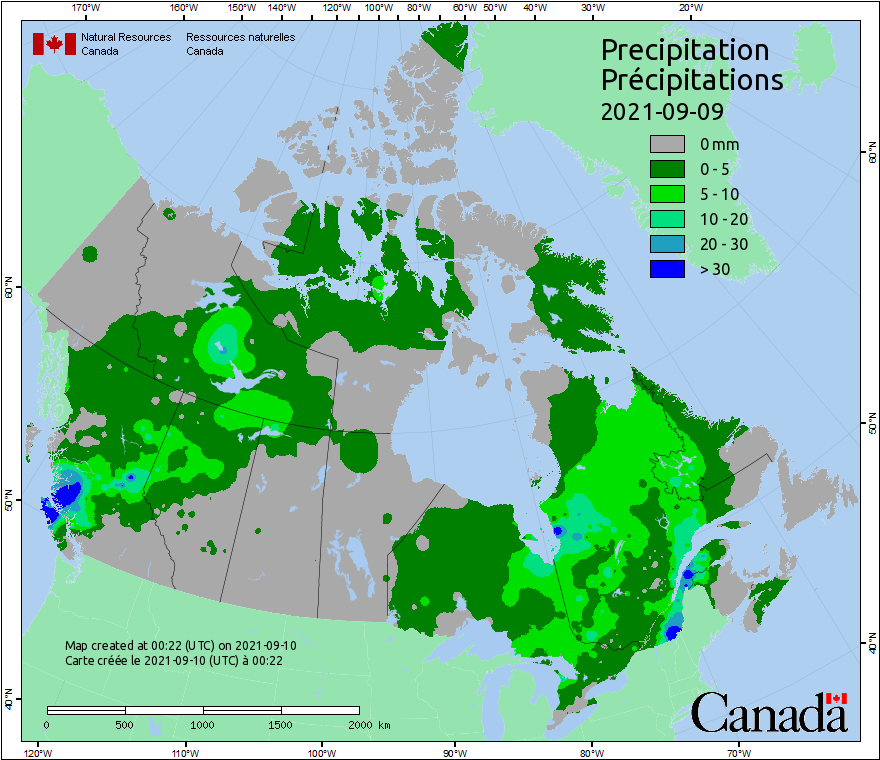 170°W 160°W 150°W 140°W 130°W 120°W 110°W 100°W 90°W 80°W 60°W 50°W 40°W 30°W 20°W
Natural Resources Canada
Ressources naturelles Canada
Precipitation
Précipitations
2021-09-09
0 mm
0 - 5
5 - 10
10 - 20
20 - 30
> 30
60°N
50°N
40°N
60°N
50°N
40°N
Map created at 00:22 (UTC) on 2021-09-10
Carte créée le 2021-09-10 (UTC) à 00:22
0 500 1000 1500 2000 km
Canada
120°W 110°W 100°W 90°W 80°W 70°W